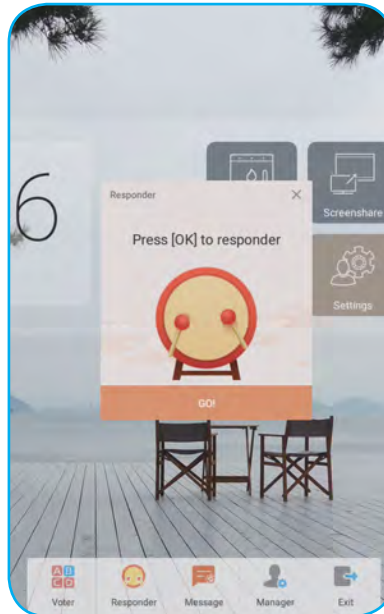 6
Screenshare
Responder
Press [OK] to responder
Settings
GO!
A B
C D
Voter
Responder
Message
Manager
Exit